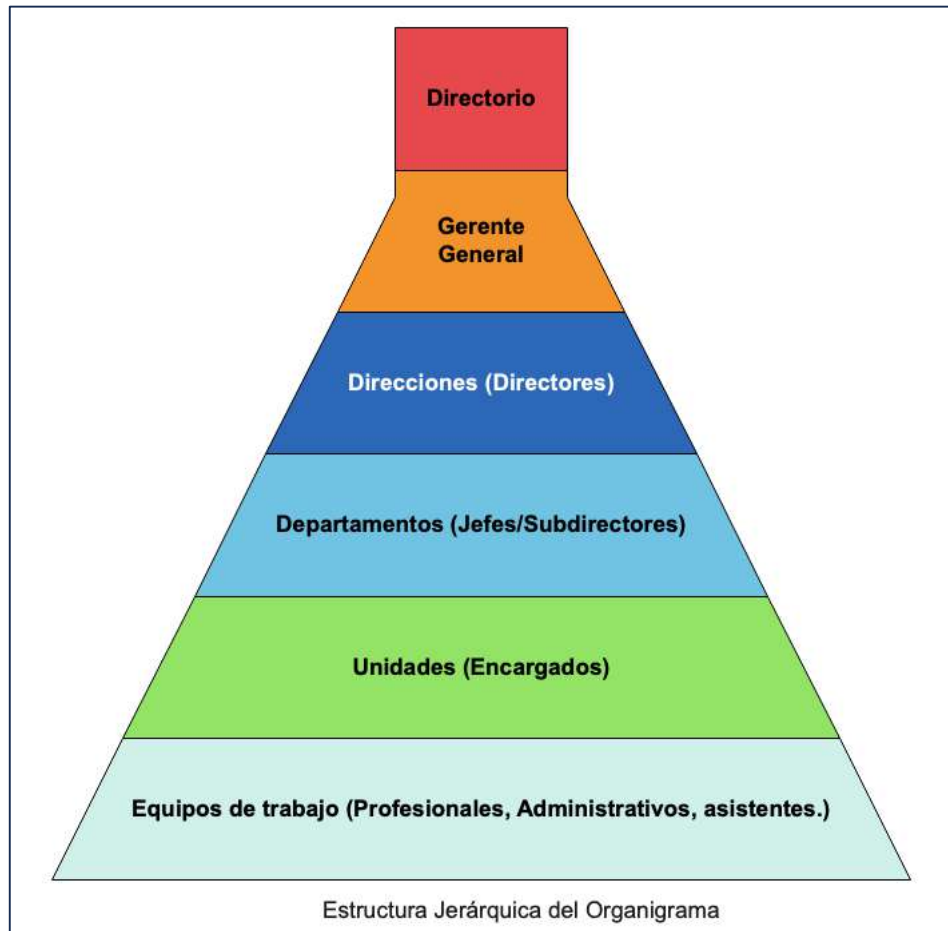 Directorio
Gerente
General
Direcciones (Directores)
Departamentos (Jefes/Subdirectores)
Unidades (Encargados)
Equipos de trabajo (Profesionales, Administrativos, asistentes.)
Estructura Jerárquica del Organigrama